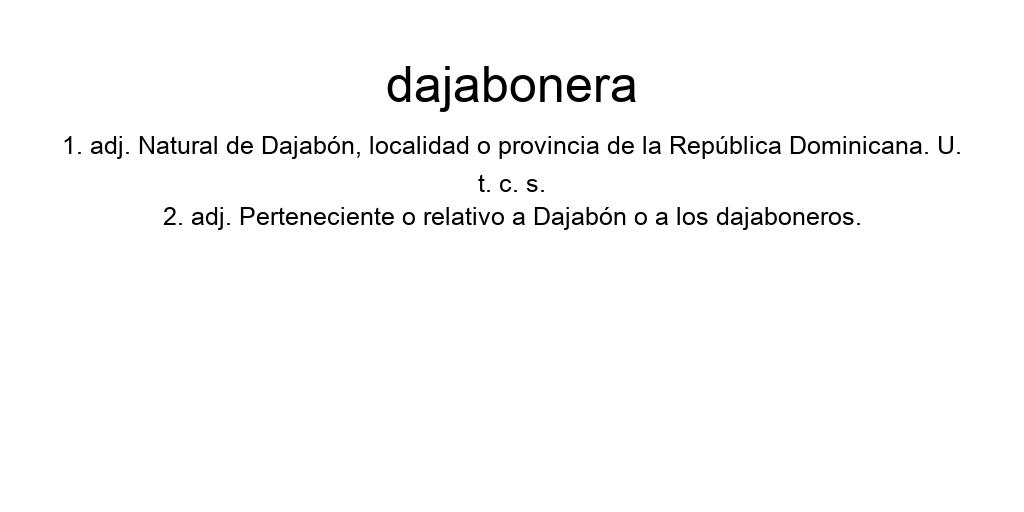 dajabonera
1. adj. Natural de Dajabón, localidad o provincia de la República Dominicana. U.
t. c. s.
2. adj. Perteneciente o relativo a Dajabón o a los dajaboneros.